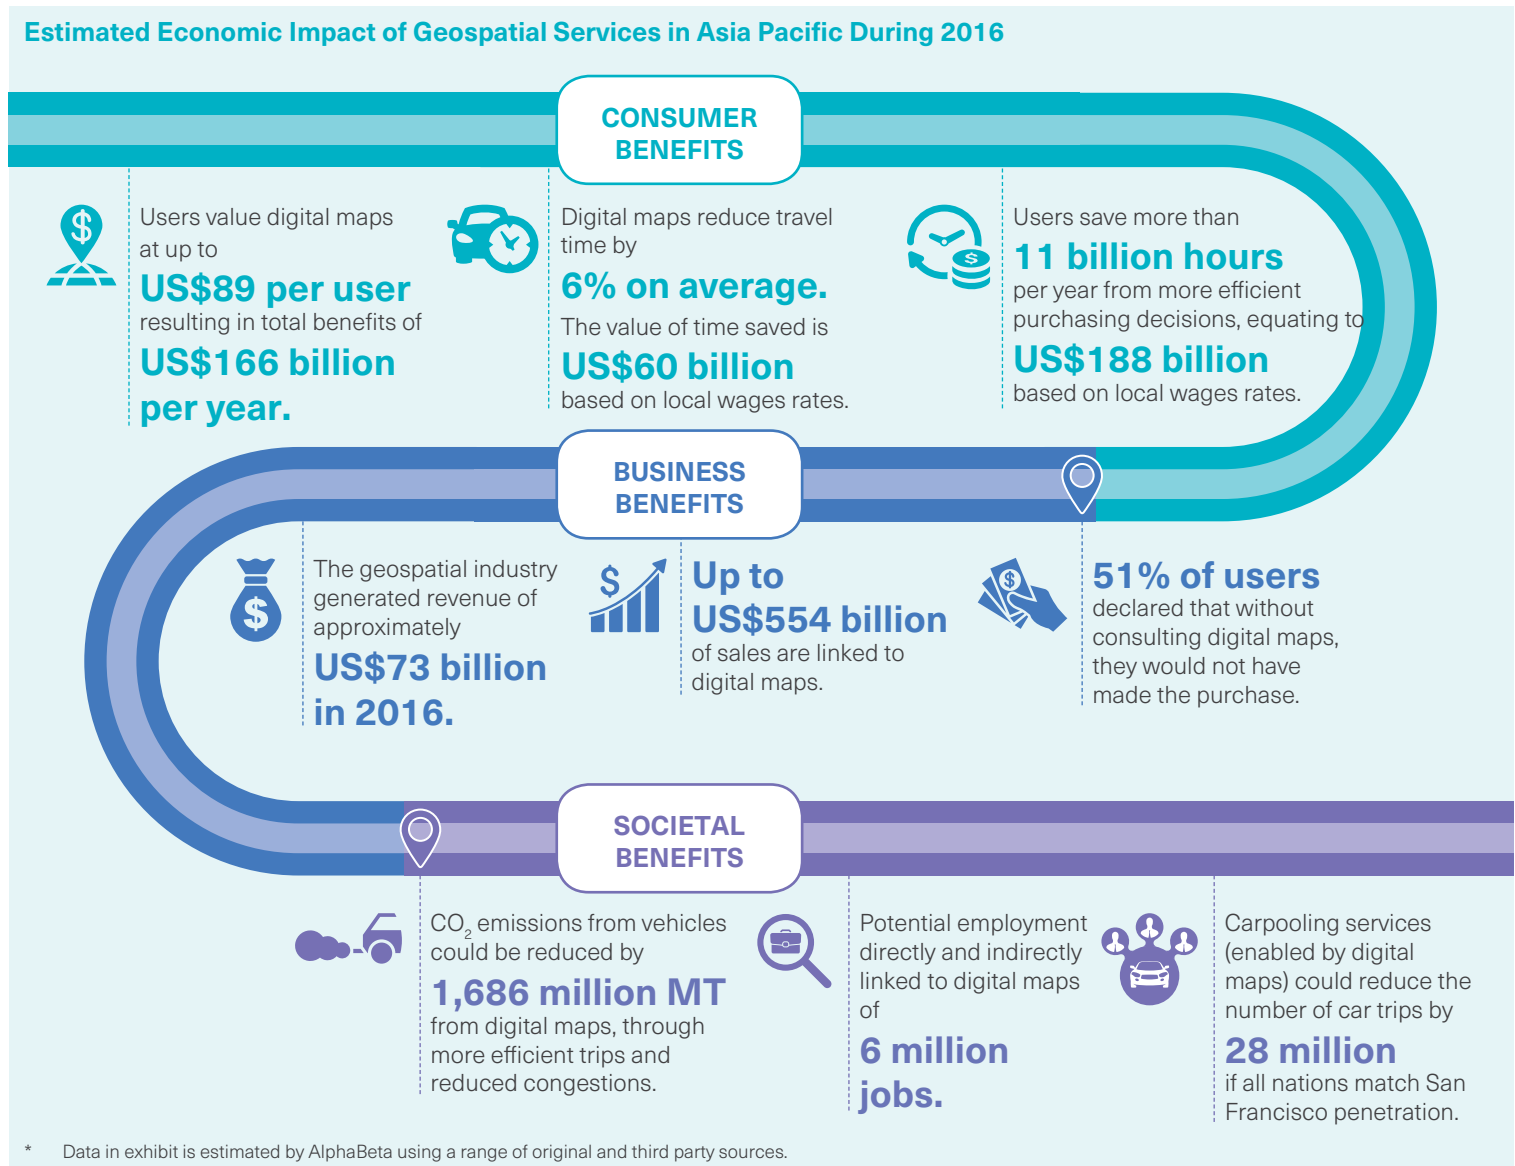 Estimated Economic Impact of Geospatial Services in Asia Pacific During 2016
CONSUMER
BENEFITS
$
Users value digital maps
at up to
US$89 per user
resulting in total benefits of
US$166 billion
per year.
Digital maps reduce travel
time by
6% on average.
The value of time saved is
US$60 billion
based on local wages rates.
$
Users save more than
11 billion hours
per year from more efficient
purchasing decisions, equating to
US$188 billion
based on local wages rates.
BUSINESS
BENEFITS
$
The geospatial industry
generated revenue of
approximately
US$73 billion
in 2016.
$
Up to
US$554 billion
of sales are linked to
digital maps.
$
51% of users
declared that without
consulting digital maps,
they would not have
made the purchase.
SOCIETAL
BENEFITS
CO₂ emissions from vehicles
could be reduced by
1,686 million MT
from digital maps, through
more efficient trips and
reduced congestions.
Potential employment
directly and indirectly
linked to digital maps
of
6 million
jobs.
Carpooling services
(enabled by digital
maps) could reduce the
number of car trips by
28 million
if all nations match San
Francisco penetration.
* Data in exhibit is estimated by AlphaBeta using a range of original and third party sources.